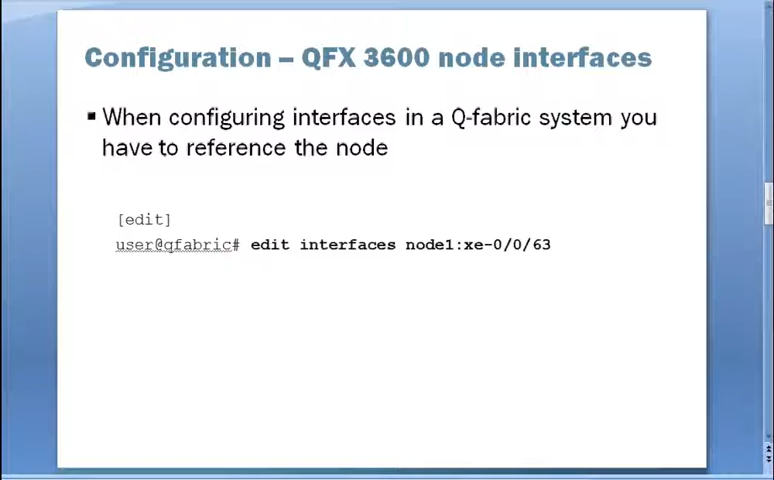 Configuration – QFX 3600 node interfaces
▪ When configuring interfaces in a Q-fabric system you
have to reference the node
[edit]
user@qfabric# edit interfaces node1:xe-0/0/63